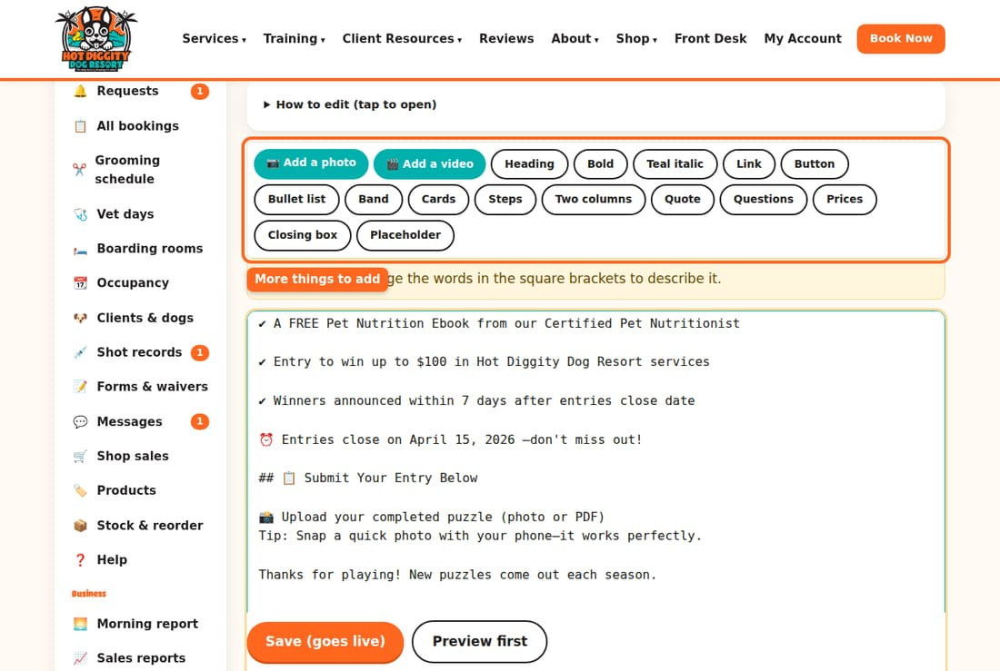 HOT DIGGITY
DOG RESORT
Services ▾
Training ▾
Client Resources ▾
Reviews
About ▾
Shop ▾
Front Desk
My Account
Book Now
🔔 Requests 1
📋 All bookings
✂️ Grooming
schedule
🩺 Vet days
🛏️ Boarding rooms
📆 Occupancy
🐶 Clients & dogs
💉 Shot records 1
📝 Forms & waivers
💬 Messages 1
🛒 Shop sales
🏷️ Products
📦 Stock & reorder
❓ Help
Business
🌅 Morning report
📈 Sales reports
▶ How to edit (tap to open)
📷 Add a photo
🎬 Add a video
Heading
Bold
Teal italic
Link
Button
Bullet list
Band
Cards
Steps
Two columns
Quote
Questions
Prices
Closing box
Placeholder
More things to add
ge the words in the square brackets to describe it.
✔ A FREE Pet Nutrition Ebook from our Certified Pet Nutritionist
✔ Entry to win up to $100 in Hot Diggity Dog Resort services
✔ Winners announced within 7 days after entries close date
⏰ Entries close on April 15, 2026 —don't miss out!
## 📋 Submit Your Entry Below
📸 Upload your completed puzzle (photo or PDF)
Tip: Snap a quick photo with your phone—it works perfectly.
Thanks for playing! New puzzles come out each season.
Save (goes live)
Preview first